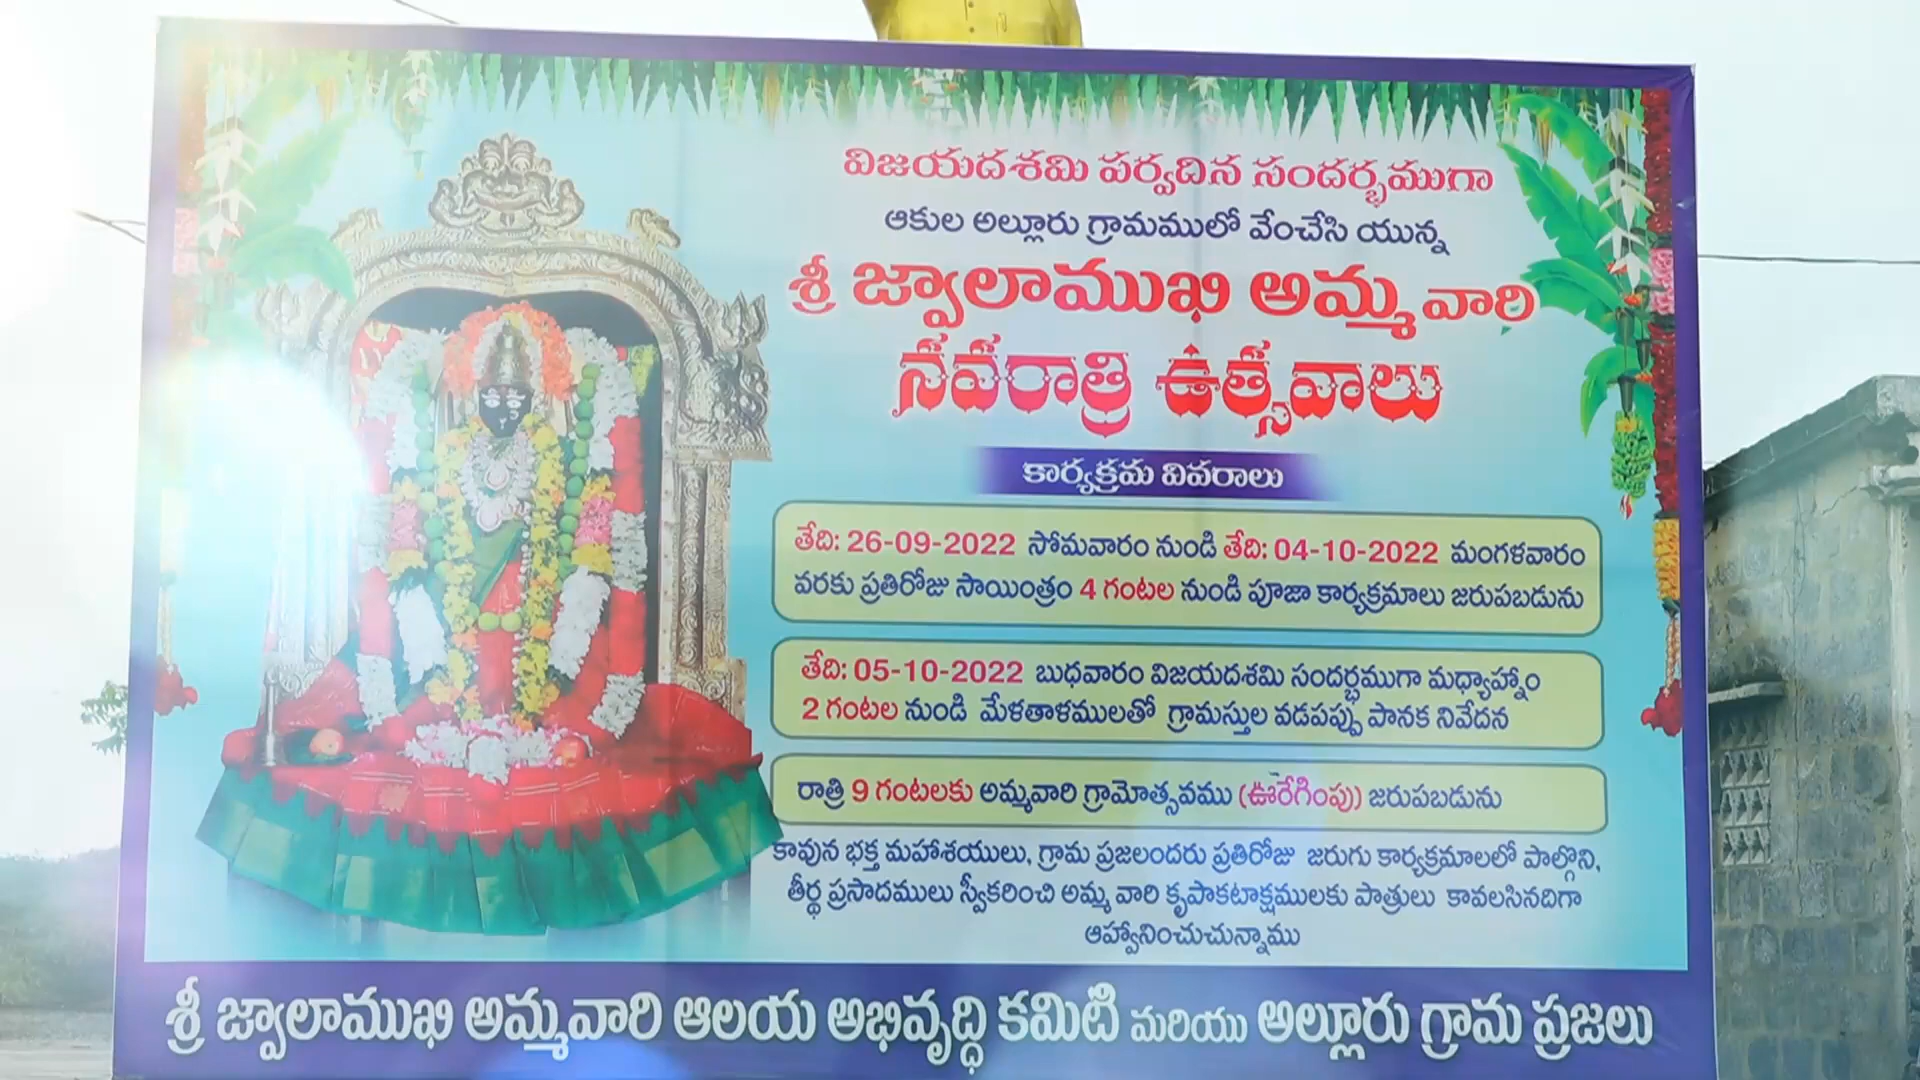 విజయదశమి పర్వదిన సందర్భముగా
ఆకుల అల్లూరు గ్రామములో వేంచేసి యున్న
శ్రీ జ్వాలాముఖి అమ్మవారి
నవరాత్రి ఉత్సవాలు
కార్యక్రమ వివరాలు
తేది: 26-09-2022 సోమవారం నుండి తేది: 04-10-2022 మంగళవారం
వరకు ప్రతిరోజు సాయింత్రం 4 గంటల నుండి పూజా కార్యక్రమాలు జరుపబడును
తేది: 05-10-2022 బుధవారం విజయదశమి సందర్భముగా మధ్యాహ్నాం
2 గంటల నుండి మేళతాళములతో గ్రామస్తుల వడపప్పు పానక నివేదన
రాత్రి 9 గంటలకు అమ్మవారి గ్రామోత్సవము (ఊరేగింపు) జరుపబడును
కావున భక్త మహాశయులు, గ్రామ ప్రజలందరు ప్రతిరోజు జరుగు కార్యక్రమాలలో పాల్గొని,
తీర్థ ప్రసాదములు స్వీకరించి అమ్మ వారి కృపాకటాక్షములకు పాత్రులు కావలసినదిగా
ఆహ్వానించుచున్నాము
శ్రీ జ్వాలాముఖి అమ్మవారి ఆలయ అభివృద్ధి కమిటి మరియు అల్లూరు గ్రామ ప్రజలు